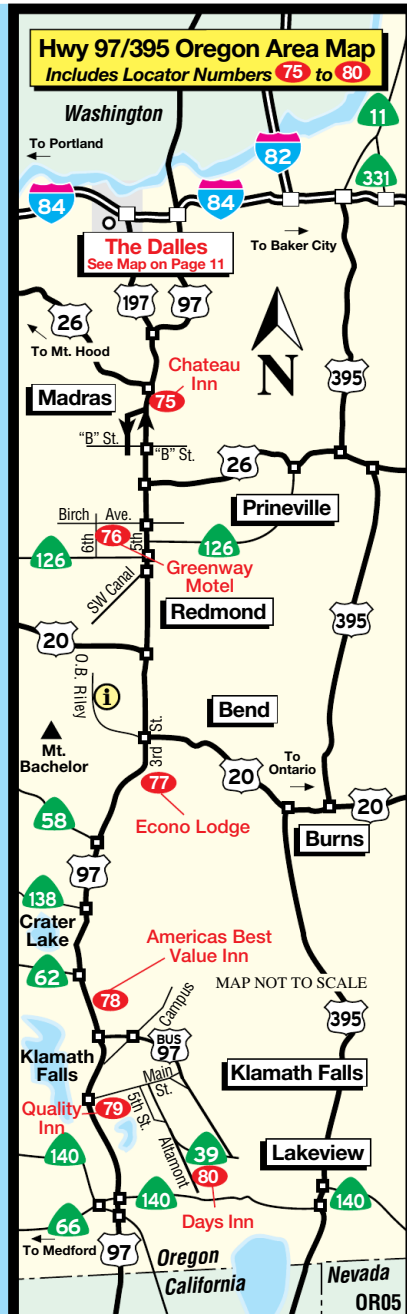 Hwy 97/395 Oregon Area Map
Includes Locator Numbers 75 to 80
Washington
11
To Portland
82
331
84
84
The Dalles
See Map on Page 11
To Baker City
197
97
26
To Mt. Hood
N
395
Chateau
Inn
75
Madras
"B" St.
"B" St.
26
Prineville
Birch Ave.
6th
76
5th
126
126
Greenway
Motel
SW Canal
Redmond
395
20
O.B. Riley
i
Bend
3rd St.
Mt.
Bachelor
20
To
Ontario
77
20
58
Econo Lodge
Burns
97
138
Crater
Lake
Americas Best
Value Inn
62
MAP NOT TO SCALE
78
Campus
395
BUS
97
Klamath
Falls
Main
St.
Klamath Falls
Quality
Inn
79
5th St.
Altamont
39
Lakeview
140
80
140
140
66
Days Inn
To Medford
97
Oregon
California
Nevada
OR05